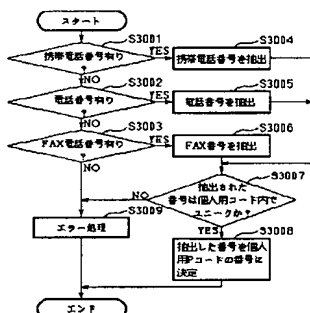 スタート
S3001
携帯電話番号有り
YES
S3004
携帯電話番号を抽出
NO
S3002
電話番号有り
YES
S3005
電話番号を抽出
NO
S3003
FAX電話番号有り
YES
S3006
FAX番号を抽出
NO
S3007
抽出された
番号は個人用コード内で
ユニークか?
NO
YES
S3009
エラー処理
S3008
抽出した番号を個人
用Pコードの番号に
決定
エンド